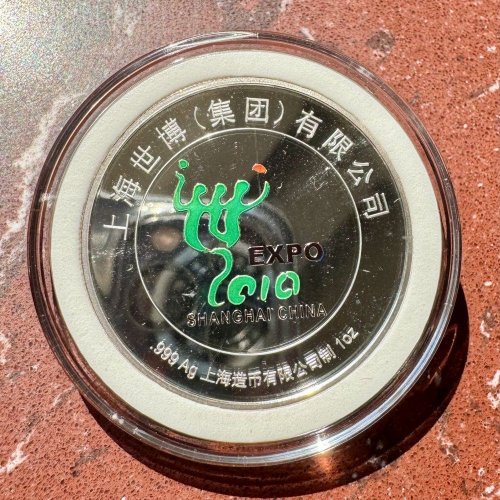 上海世博(集团)有限公司
EXPO
2010
SHANGHAI CHINA
.999 Ag 上海造币有限公司制 1oz